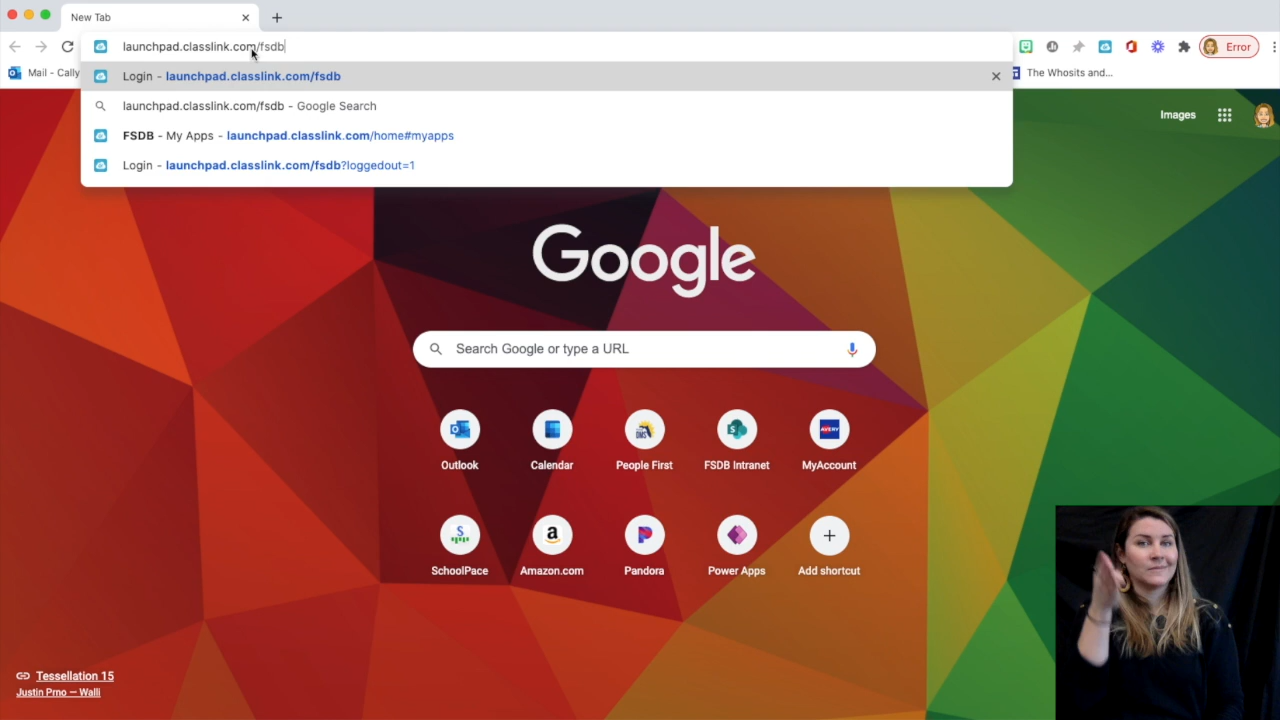 New Tab
launchpad.classlink.com/fsdb
Error
Mail - Cally
Login - launchpad.classlink.com/fsdb
The Whosits and...
launchpad.classlink.com/fsdb - Google Search
FSDB - My Apps - launchpad.classlink.com/home#myapps
Login - launchpad.classlink.com/fsdb?loggedout=1
Images
Google
Search Google or type a URL
Outlook
Calendar
People First
FSDB Intranet
AVERY
MyAccount
SchoolPace
Amazon.com
Pandora
Power Apps
Add shortcut
Tessellation 15
Justin Prno — Walli